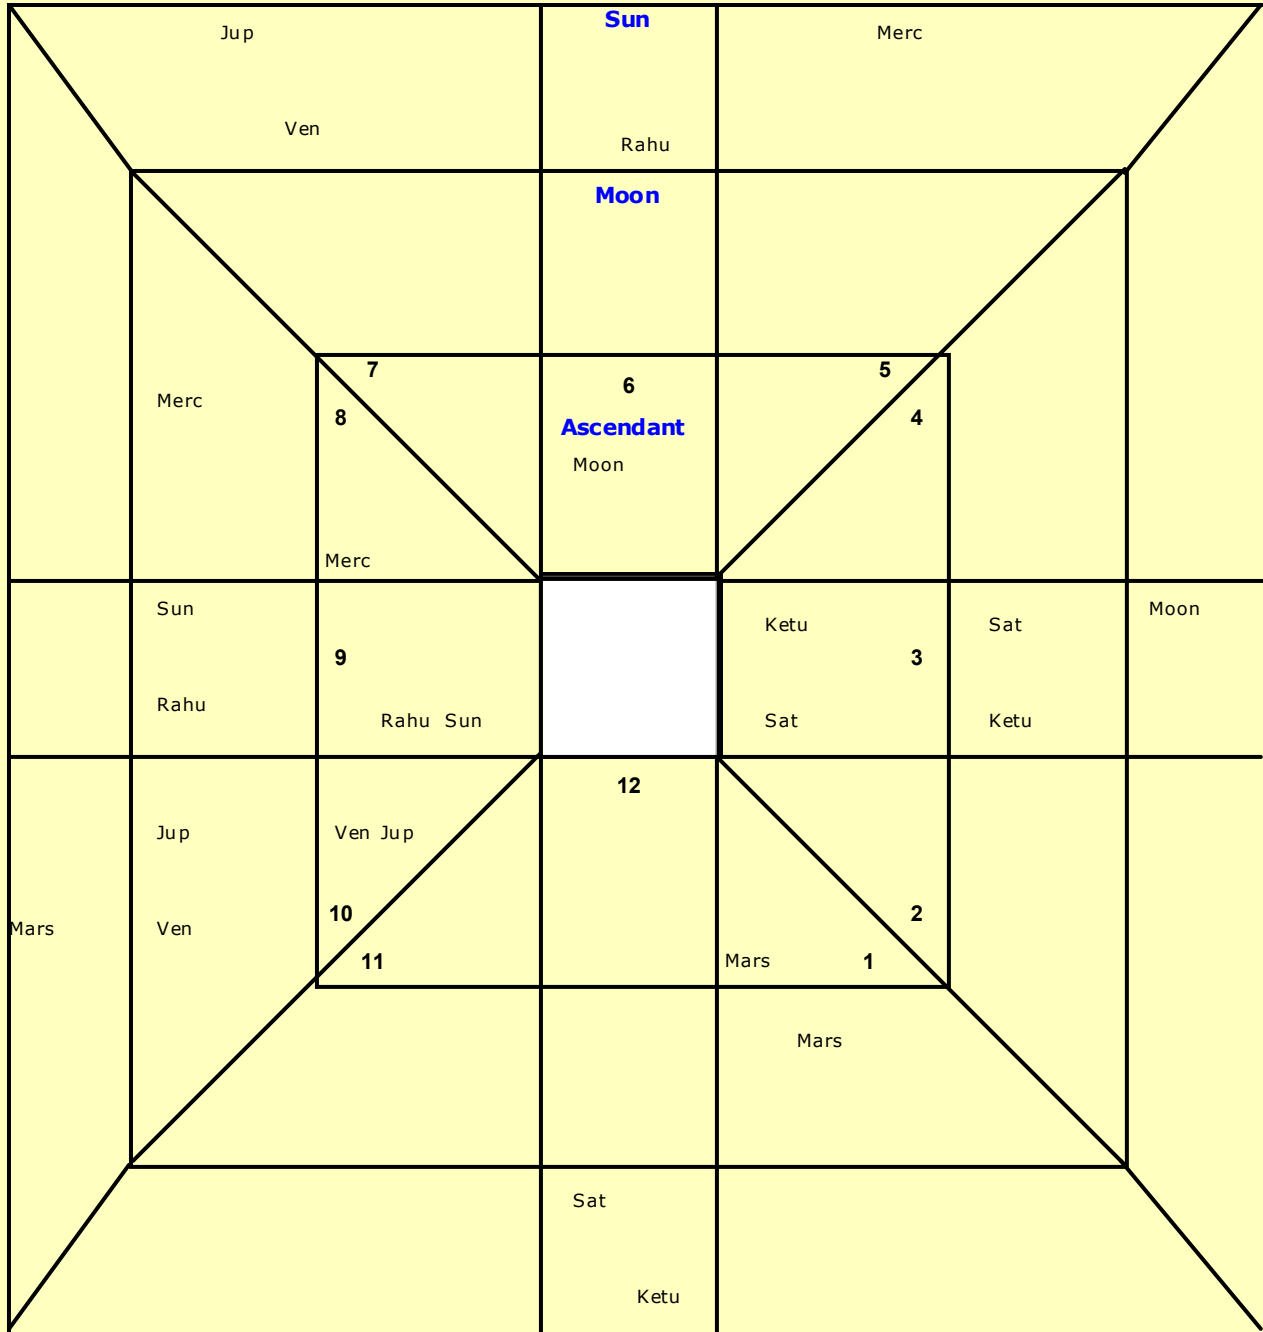 Sun
Jup Merc
Ven
Rahu
Moon
7 5
6
Merc
8 4
Ascendant
Moon
Merc
Sun Moon
Ketu Sat
9 3
Rahu
Rahu Sun Sat Ketu
12
Jup Ven Jup
10 2
Mars Ven
11 Mars 1
Mars
Sat
Ketu